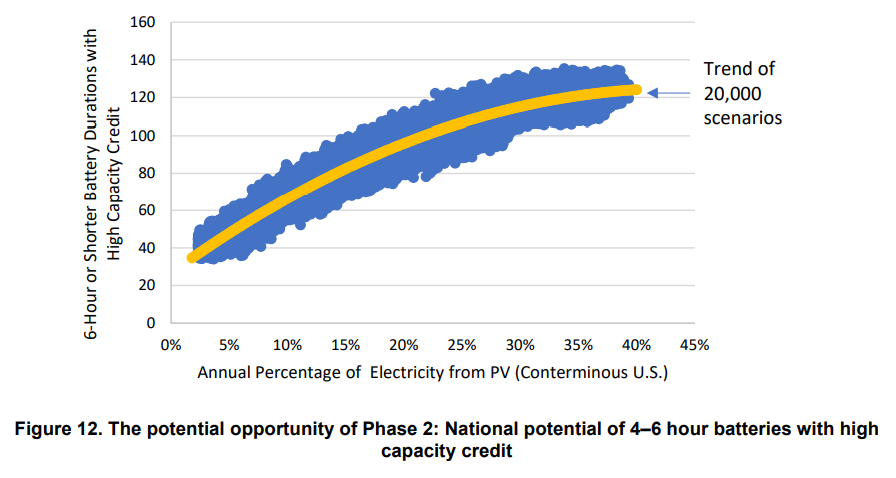 160
140
120
100
80
60
40
20
0
6-Hour or Shorter Battery Durations with
High Capacity Credit
Trend of
20,000
scenarios
0% 5% 10% 15% 20% 25% 30% 35% 40% 45%
Annual Percentage of Electricity from PV (Conterminous U.S.)
Figure 12. The potential opportunity of Phase 2: National potential of 4–6 hour batteries with high
capacity credit